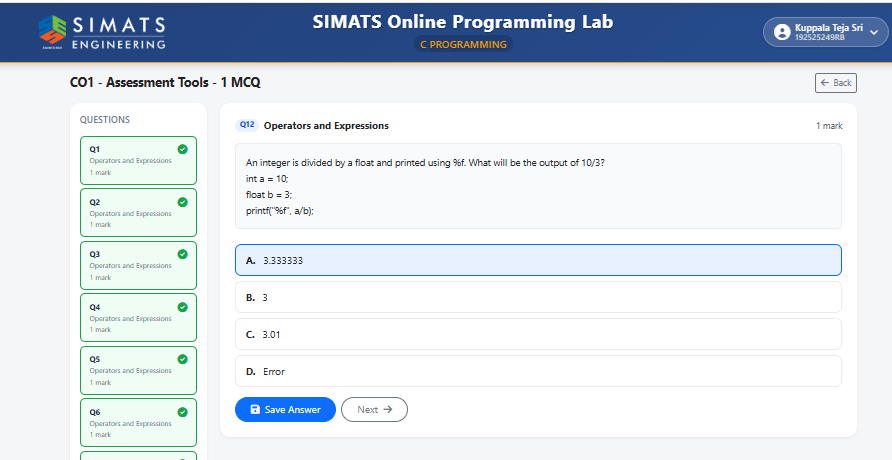 SIMATS
ENGINEERING
SIMATS Online Programming Lab
C PROGRAMMING
Kuppala Teja Sri
192525249RB
CO1 - Assessment Tools - 1 MCQ
← Back
QUESTIONS
Q1
Operators and Expressions
1 mark
Q2
Operators and Expressions
1 mark
Q3
Operators and Expressions
1 mark
Q4
Operators and Expressions
1 mark
Q5
Operators and Expressions
1 mark
Q6
Operators and Expressions
1 mark
Q12 Operators and Expressions
1 mark
An integer is divided by a float and printed using %f. What will be the output of 10/3?
int a = 10;
float b = 3;
printf("%f", a/b);
A. 3.333333
B. 3
C. 3.01
D. Error
Save Answer
Next →